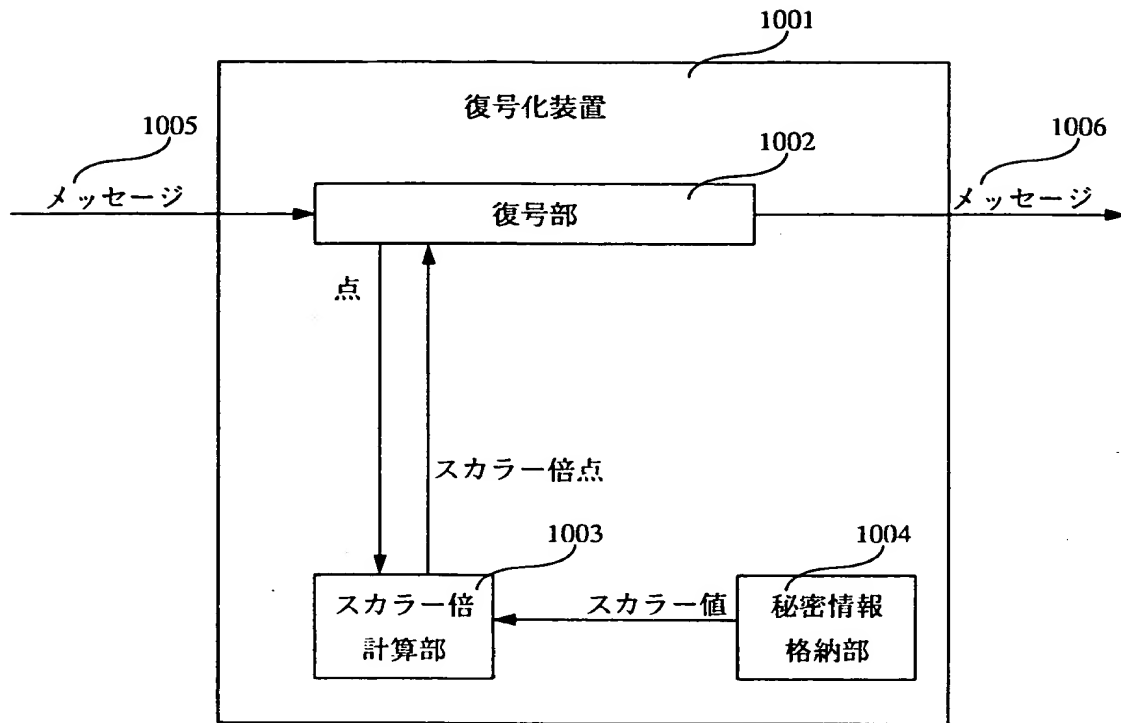 1001
復号化装置
1005
メッセージ
1002
復号部
1006
メッセージ
点
スカラー倍点
1003
スカラー倍
計算部
スカラー値
1004
秘密情報
格納部